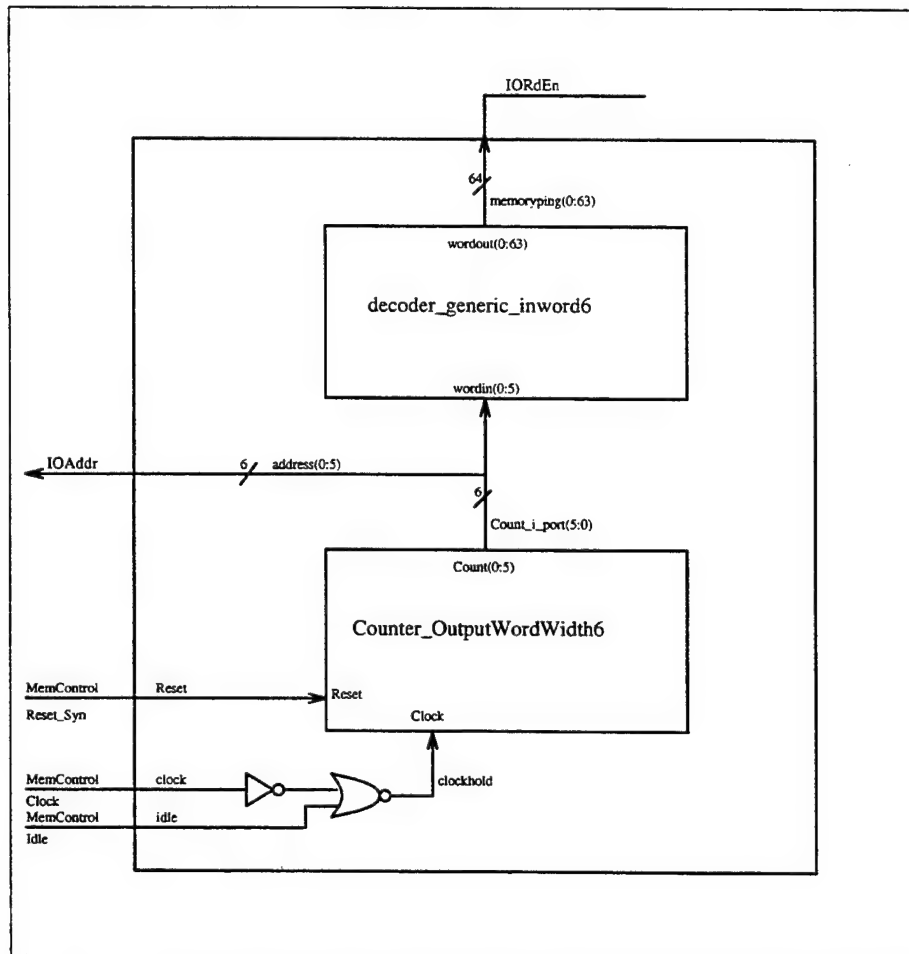 IORdEn
64
memoryping(0:63)
wordout(0:63)
decoder_generic_inword6
wordin(0:5)
IOAddr
6
address(0:5)
6
Count_i_port(5:0)
Count(0:5)
Counter_OutputWordWidth6
MemControl
Reset
Reset
Reset_Syn
Clock
MemControl
clock
clockhold
Clock
MemControl
idle
Idle